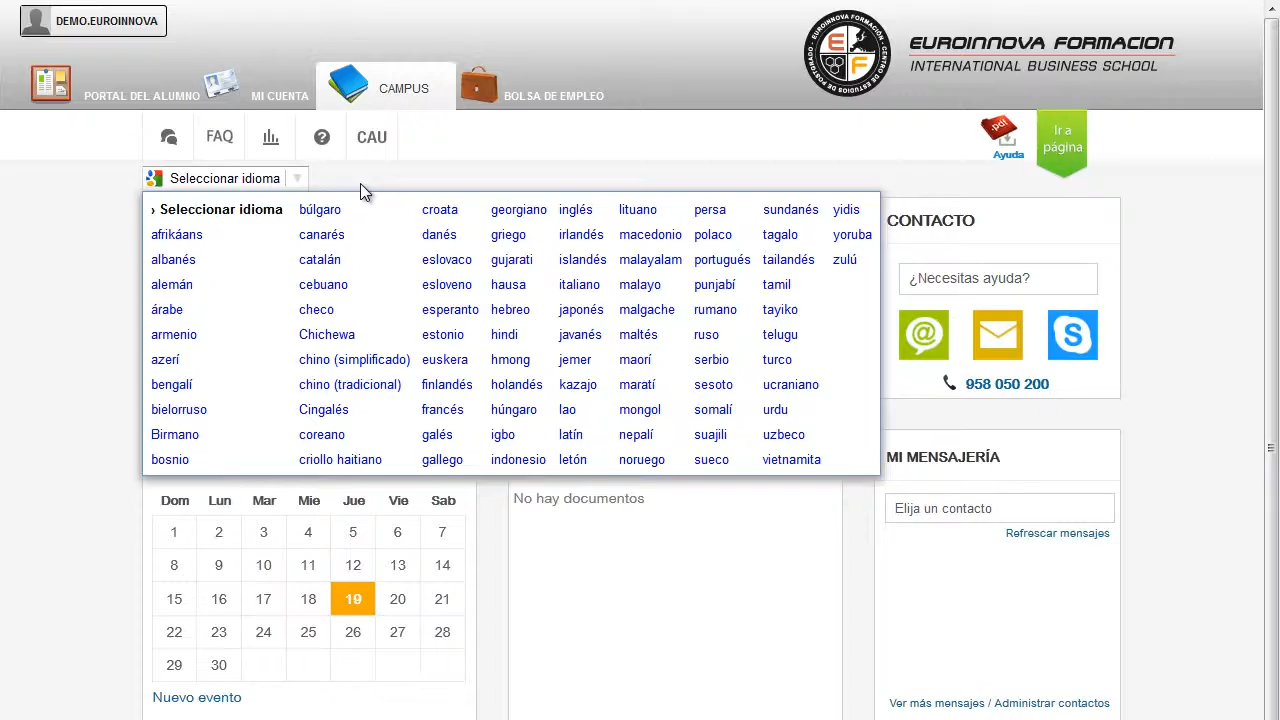 DEMO.EUROINNOVA
EUROINNOVA FORMACION
INTERNATIONAL BUSINESS SCHOOL
EUROINNOVA FORMACIÓN
CENTRO DE ESTUDIOS DE POSTGRADO
E
F
PORTAL DEL ALUMNO
MI CUENTA
CAMPUS
BOLSA DE EMPLEO
FAQ
?
CAU
.pdf
Ayuda
Ir a
página
Seleccionar idioma
› Seleccionar idioma búlgaro croata georgiano inglés lituano persa sundanés yidis
afrikáans canarés danés griego irlandés macedonio polaco tagalo yoruba
albanés catalán eslovaco gujarati islandés malayalam portugués tailandés zulú
alemán cebuano esloveno hausa italiano malayo punjabí tamil
árabe checo esperanto hebreo japonés malgache rumano tayiko
armenio Chichewa estonio hindi javanés maltés ruso telugu
azerí chino (simplificado) euskera hmong jemer maorí serbio turco
bengalí chino (tradicional) finlandés holandés kazajo maratí sesoto ucraniano
bielorruso Cingalés francés húngaro lao mongol somalí urdu
Birmano coreano galés igbo latín nepalí suajili uzbeco
bosnio criollo haitiano gallego indonesio letón noruego sueco vietnamita
CONTACTO
¿Necesitas ayuda?
958 050 200
Dom Lun Mar Mie Jue Vie Sab
1 2 3 4 5 6 7
8 9 10 11 12 13 14
15 16 17 18 19 20 21
22 23 24 25 26 27 28
29 30
Nuevo evento
No hay documentos
MI MENSAJERÍA
Elija un contacto
Refrescar mensajes
Ver más mensajes / Administrar contactos